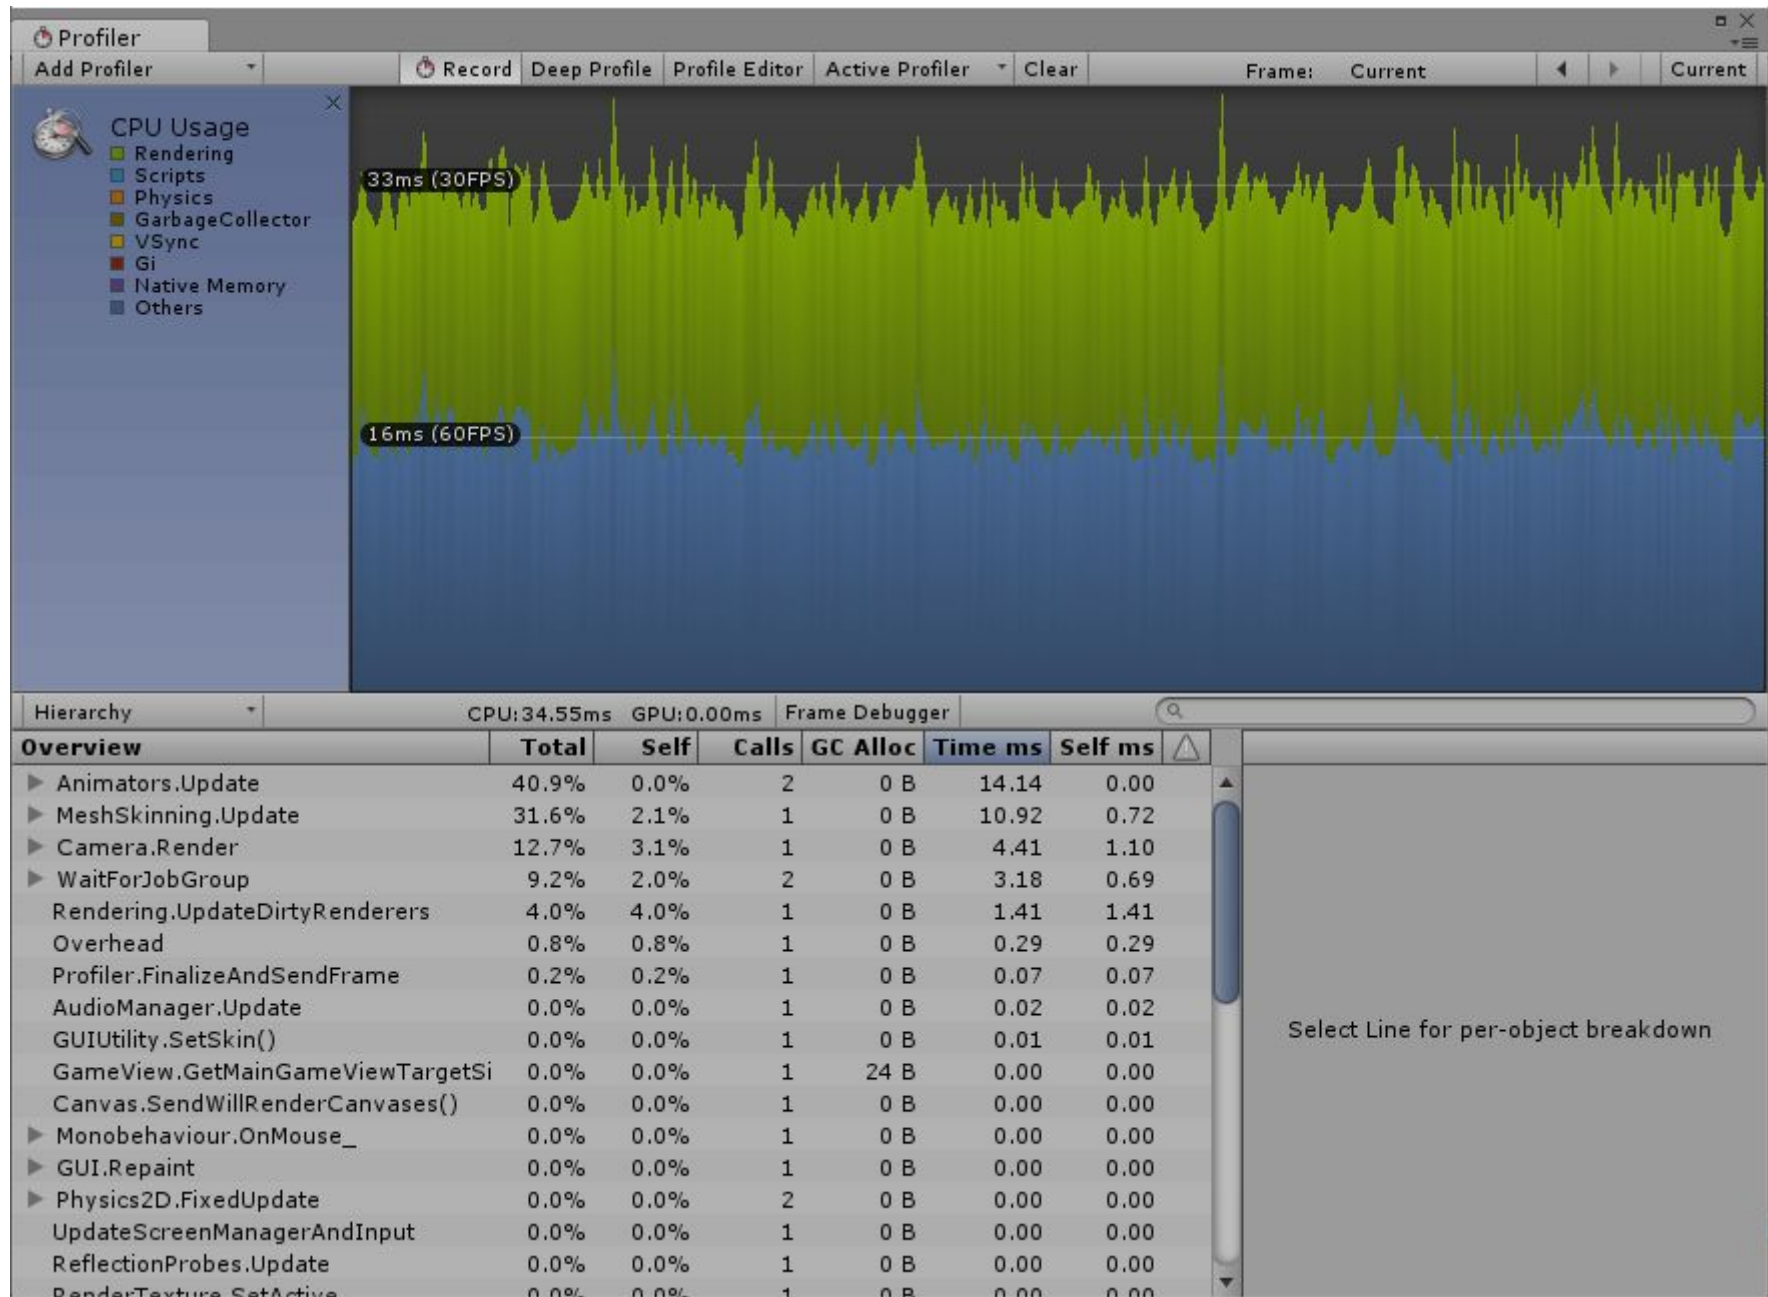 Profiler
Add Profiler Record Deep Profile Profile Editor Active Profiler Clear Frame: Current Current
CPU Usage
Rendering
Scripts
Physics
GarbageCollector
VSync
Gi
Native Memory
Others
33ms (30FPS)
16ms (60FPS)
Hierarchy CPU:34.55ms GPU:0.00ms Frame Debugger
Overview Total Self Calls GC Alloc Time ms Self ms
Animators.Update 40.9% 0.0% 2 0 B 14.14 0.00
MeshSkinning.Update 31.6% 2.1% 1 0 B 10.92 0.72
Camera.Render 12.7% 3.1% 1 0 B 4.41 1.10
WaitForJobGroup 9.2% 2.0% 2 0 B 3.18 0.69
Rendering.UpdateDirtyRenderers 4.0% 4.0% 1 0 B 1.41 1.41
Overhead 0.8% 0.8% 1 0 B 0.29 0.29
Profiler.FinalizeAndSendFrame 0.2% 0.2% 1 0 B 0.07 0.07
AudioManager.Update 0.0% 0.0% 1 0 B 0.02 0.02
GUIUtility.SetSkin() 0.0% 0.0% 1 0 B 0.01 0.01
GameView.GetMainGameViewTargetSi 0.0% 0.0% 1 24 B 0.00 0.00
Canvas.SendWillRenderCanvases() 0.0% 0.0% 1 0 B 0.00 0.00
Monobehaviour.OnMouse_ 0.0% 0.0% 1 0 B 0.00 0.00
GUI.Repaint 0.0% 0.0% 1 0 B 0.00 0.00
Physics2D.FixedUpdate 0.0% 0.0% 2 0 B 0.00 0.00
UpdateScreenManagerAndInput 0.0% 0.0% 1 0 B 0.00 0.00
ReflectionProbes.Update 0.0% 0.0% 1 0 B 0.00 0.00
RenderTexture.SetActive 0.0% 0.0% 1 0 B 0.00 0.00
Select Line for per-object breakdown